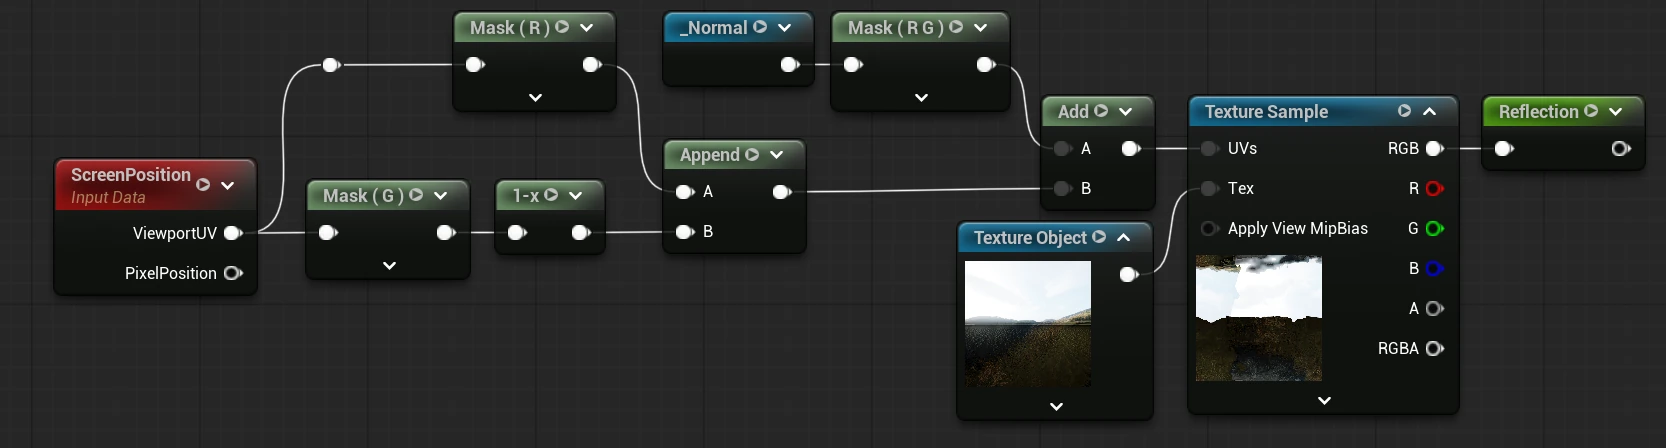 Mask ( R )
_Normal
Mask ( R G )
Add
A
B
Texture Sample
UVs
Tex
Apply View MipBias
RGB
R
G
B
A
RGBA
Reflection
ScreenPosition
Input Data
ViewportUV
PixelPosition
Mask ( G )
1-x
Append
A
B
Texture Object